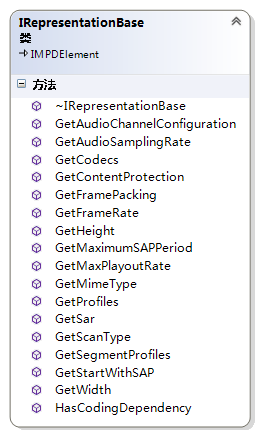 IRepresentationBase
类
IMPDElement
方法
~IRepresentationBase
GetAudioChannelConfiguration
GetAudioSamplingRate
GetCodecs
GetContentProtection
GetFramePacking
GetFrameRate
GetHeight
GetMaximumSAPPeriod
GetMaxPlayoutRate
GetMimeType
GetProfiles
GetSar
GetScanType
GetSegmentProfiles
GetStartWithSAP
GetWidth
HasCodingDependency